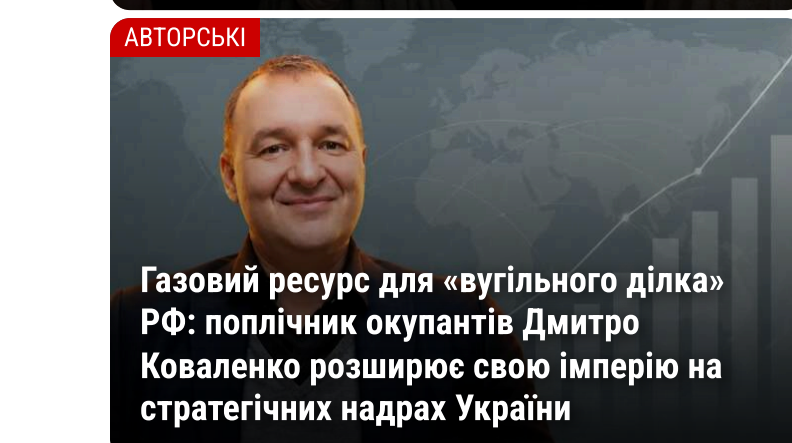 АВТОРСЬКІ
Газовий ресурс для «вугільного ділка»
РФ: поплічник окупантів Дмитро
Коваленко розширює свою імперію на
стратегічних надрах України